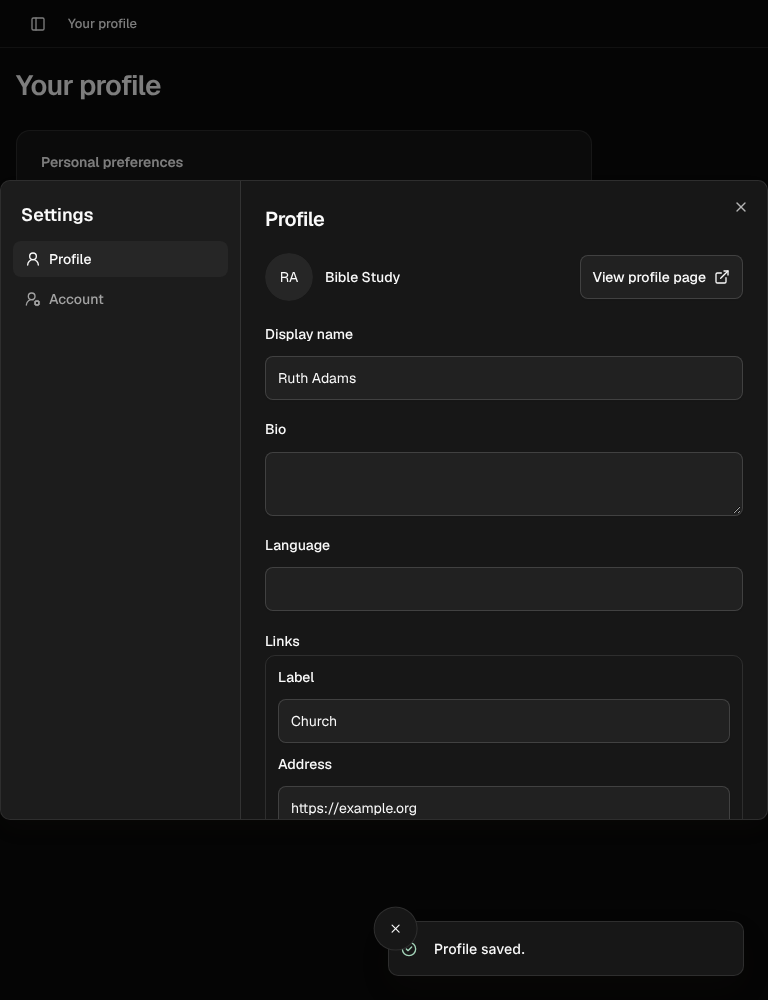 Your profile
Your profile
Personal preferences
Settings
Profile
Account
Profile
RA
Bible Study
View profile page
Display name
Ruth Adams
Bio
Language
Links
Label
Church
Address
https://example.org
Profile saved.